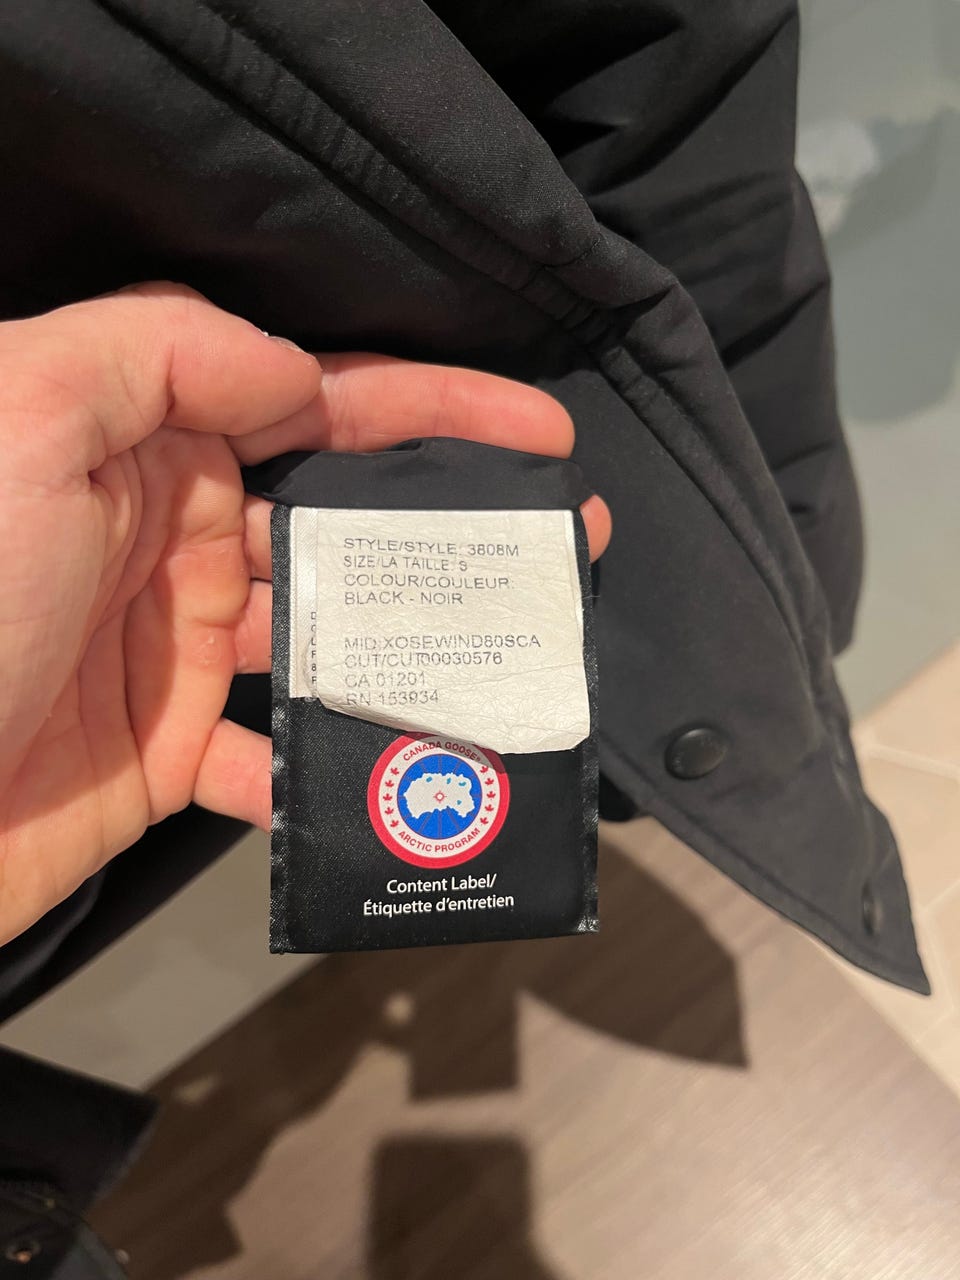 STYLE/STYLE: 3808M
SIZE/LA TAILLE: S
COLOUR/COULEUR:
BLACK - NOIR
MID:XOSEWIND80SCA
CUT/CUT00030576
CA 01201
RN 153934
CANADA GOOSE®
ARCTIC PROGRAM
Content Label/
Étiquette d'entretien